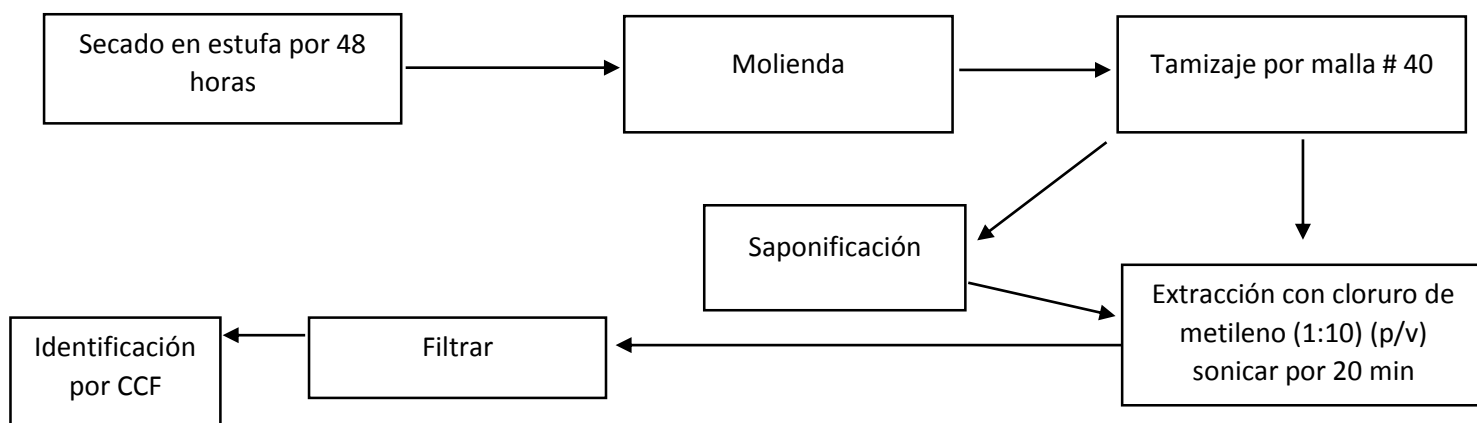 Secado en estufa por 48
horas
Molienda
Tamizaje por malla # 40
Saponificación
Extracción con cloruro de
metileno (1:10) (p/v)
sonicar por 20 min
Filtrar
Identificación
por CCF